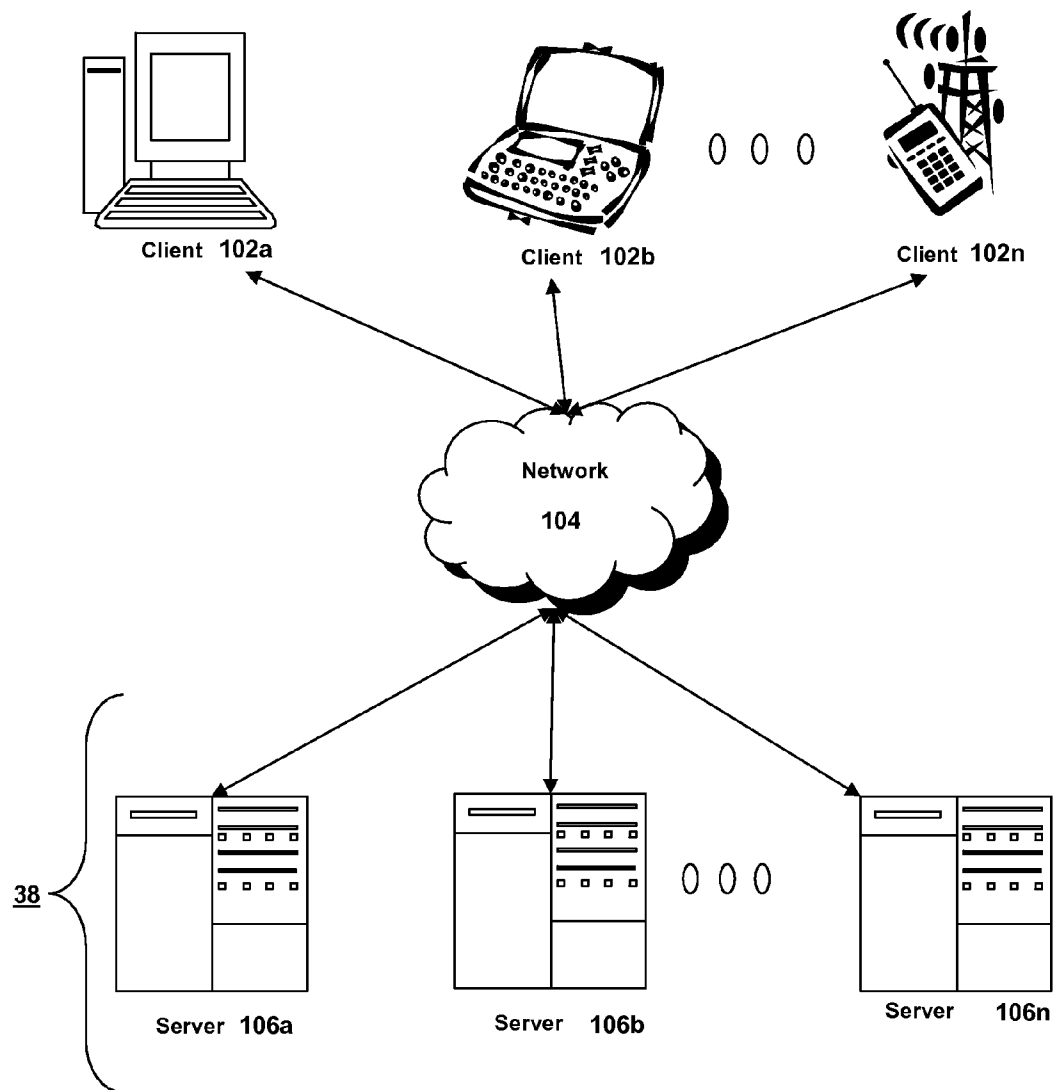 Client 102a
Client 102b
Client 102n
Network
104
38
Server 106a
Server 106b
Server 106n